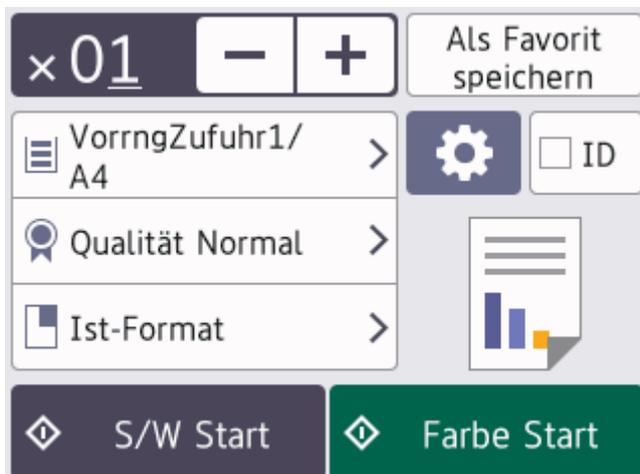 ×01
− +
Als Favorit
speichern
VorrngZufuhr1/
A4
ID
Qualität Normal
Ist-Format
S/W Start
Farbe Start